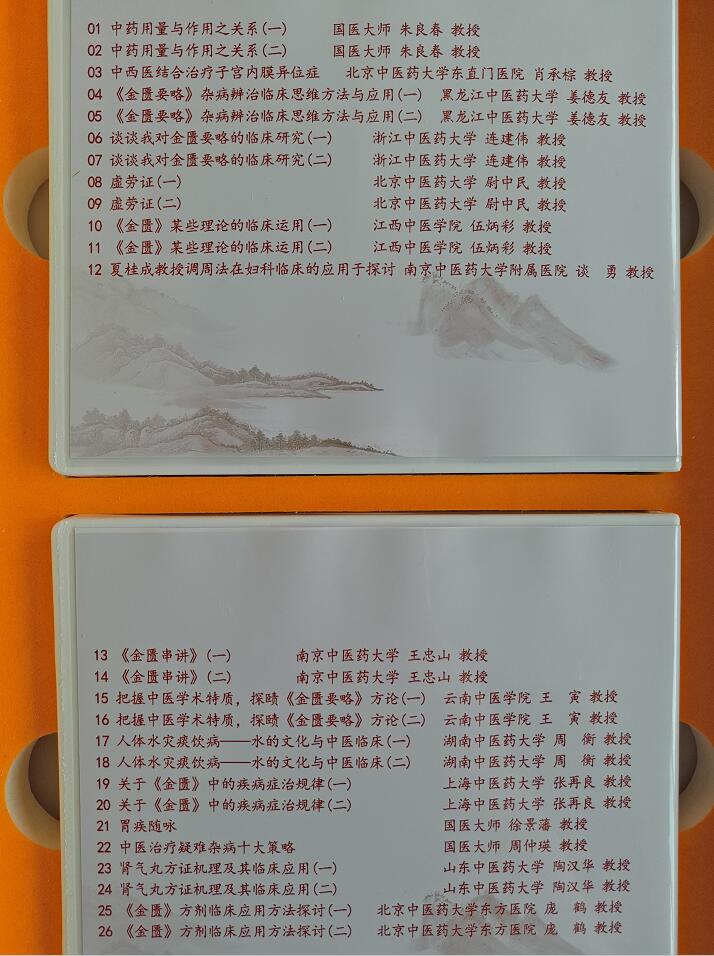 01 中药用量与作用之关系(一) 国医大师 朱良春 教授
02 中药用量与作用之关系(二) 国医大师 朱良春 教授
03 中西医结合治疗子宫内膜异位症 北京中医药大学东直门医院 肖承悰 教授
04 《金匮要略》杂病辨治临床思维方法与应用(一) 黑龙江中医药大学 姜德友 教授
05 《金匮要略》杂病辨治临床思维方法与应用(二) 黑龙江中医药大学 姜德友 教授
06 谈谈我对金匮要略的临床研究(一) 浙江中医药大学 连建伟 教授
07 谈谈我对金匮要略的临床研究(二) 浙江中医药大学 连建伟 教授
08 虚劳证(一) 北京中医药大学 尉中民 教授
09 虚劳证(二) 北京中医药大学 尉中民 教授
10 《金匮》某些理论的临床运用(一) 江西中医学院 伍炳彩 教授
11 《金匮》某些理论的临床运用(二) 江西中医学院 伍炳彩 教授
12 夏桂成教授调周法在妇科临床的应用于探讨 南京中医药大学附属医院 谈 勇 教授
13 《金匮串讲》(一) 南京中医药大学 王忠山 教授
14 《金匮串讲》(二) 南京中医药大学 王忠山 教授
15 把握中医学术特质，探赜《金匮要略》方论(一) 云南中医学院 王 寅 教授
16 把握中医学术特质，探赜《金匮要略》方论(二) 云南中医学院 王 寅 教授
17 人体水灾痰饮病——水的文化与中医临床(一) 湖南中医药大学 周 衡 教授
18 人体水灾痰饮病——水的文化与中医临床(二) 湖南中医药大学 周 衡 教授
19 关于《金匮》中的疾病症治规律(一) 上海中医药大学 张再良 教授
20 关于《金匮》中的疾病症治规律(二) 上海中医药大学 张再良 教授
21 胃疾随咏 国医大师 徐景藩 教授
22 中医治疗疑难杂病十大策略 国医大师 周仲瑛 教授
23 肾气丸方证机理及其临床应用(一) 山东中医药大学 陶汉华 教授
24 肾气丸方证机理及其临床应用(二) 山东中医药大学 陶汉华 教授
25 《金匮》方剂临床应用方法探讨(一) 北京中医药大学东方医院 庞 鹤 教授
26 《金匮》方剂临床应用方法探讨(二) 北京中医药大学东方医院 庞 鹤 教授